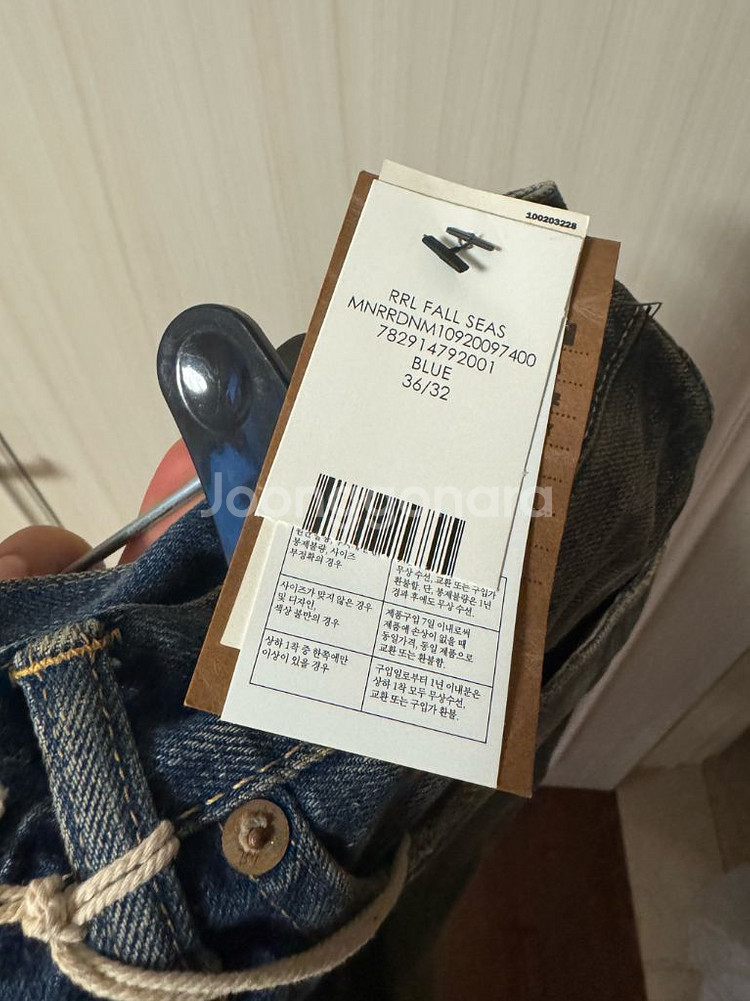 100203228
RRL FALL SEAS
MNRRDNM10920097400
782914792001
BLUE
36/32
Joonggonara
봉제불량, 사이즈
부정확의 경우
무상 수선, 교환 또는 구입가
환불함. 단, 봉제불량은 1년
경과 후에도 무상 수선.
사이즈가 맞지 않은 경우
및 디자인,
색상 불만의 경우
제품구입 7일 이내로써
제품에 손상이 없을 때
동일가격, 동일 제품으로
교환 또는 환불함.
상하 1착 중 한쪽에만
이상이 있을 경우
구입일로부터 1년 이내분은
상하 1착 모두 무상수선,
교환 또는 구입가 환불.